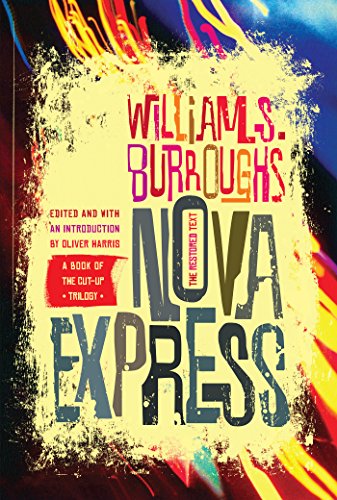 WILLIAM S.
BURROUGHS
EDITED AND WITH
AN INTRODUCTION
BY OLIVER HARRIS
A BOOK OF
THE CUT-UP
• TRILOGY •
NOVA
THE RESTORED TEXT
EXPRESS